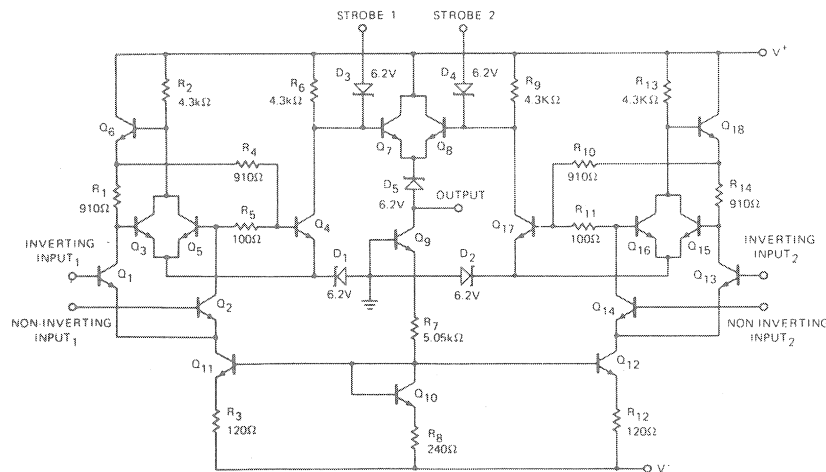 STROBE 1
STROBE 2
V+
R2
4.3kΩ
R6
4.3kΩ
D3
6.2V
D4
6.2V
R9
4.3KΩ
R13
4.3KΩ
Q6
Q7
Q8
Q18
R4
910Ω
R10
910Ω
R1
910Ω
D5
6.2V
OUTPUT
R14
910Ω
Q3
Q5
R5
100Ω
Q4
Q9
Q17
R11
100Ω
Q16
Q15
INVERTING
INPUT1
Q1
D1
6.2V
D2
6.2V
Q13
INVERTING
INPUT2
NON-INVERTING
INPUT1
Q2
Q14
NON INVERTING
INPUT2
R7
5.05kΩ
Q11
Q10
Q12
R3
120Ω
R8
240Ω
R12
120Ω
V-